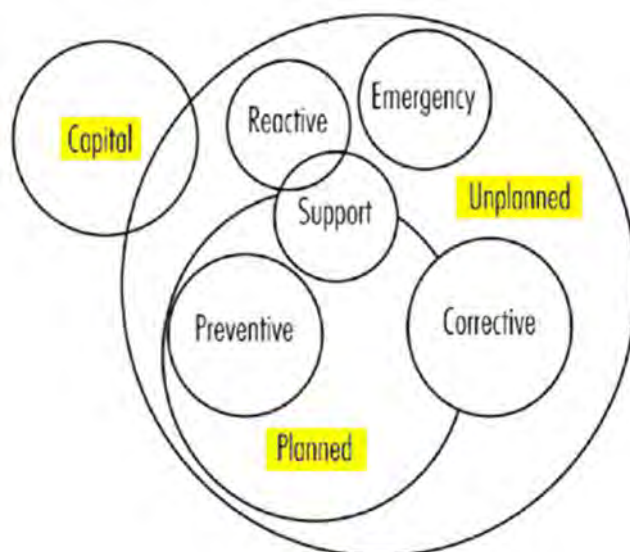 Emergency
Reactive
Capital
Unplanned
Support
Preventive
Corrective
Planned